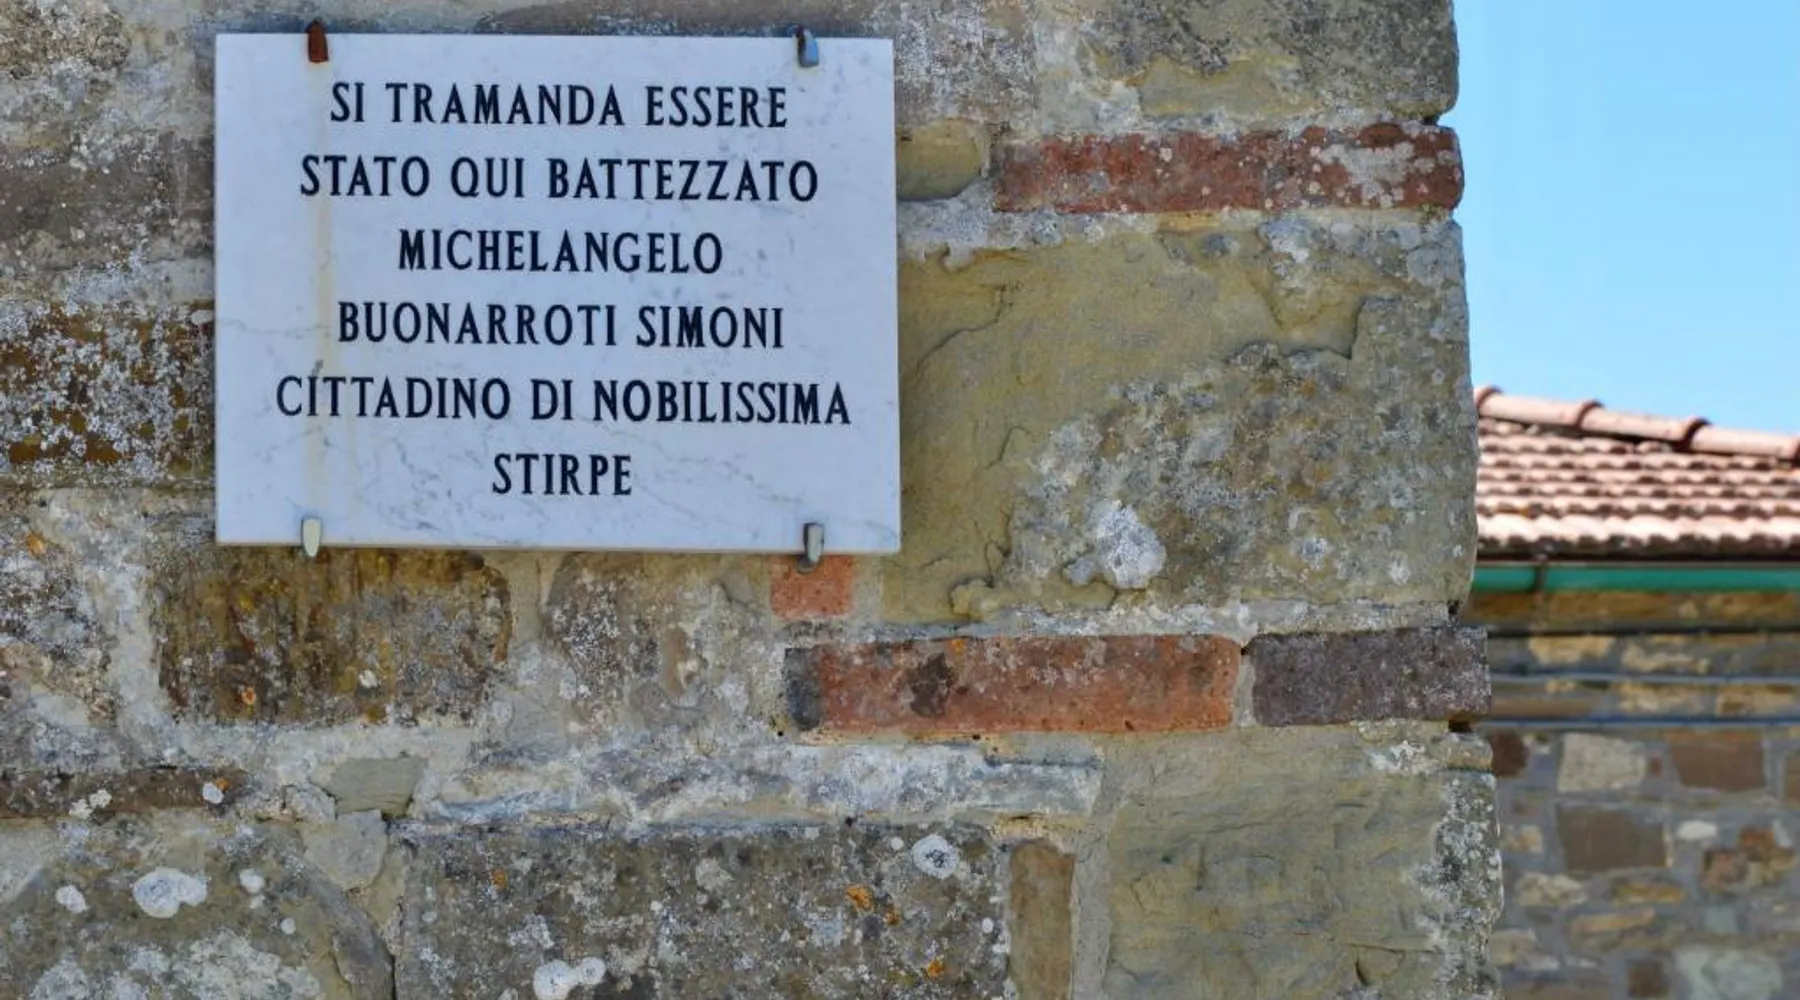 SI TRAMANDA ESSERE
STATO QUI BATTEZZATO
MICHELANGELO
BUONARROTI SIMONI
CITTADINO DI NOBILISSIMA
STIRPE